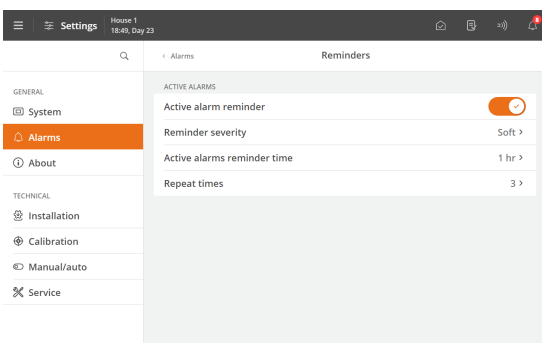 Settings
House 1
18:49, Day 23
8
Alarms
Reminders
GENERAL
System
Alarms
About
TECHNICAL
Installation
Calibration
Manual/auto
Service
ACTIVE ALARMS
Active alarm reminder
Reminder severity Soft
Active alarms reminder time 1 hr
Repeat times 3